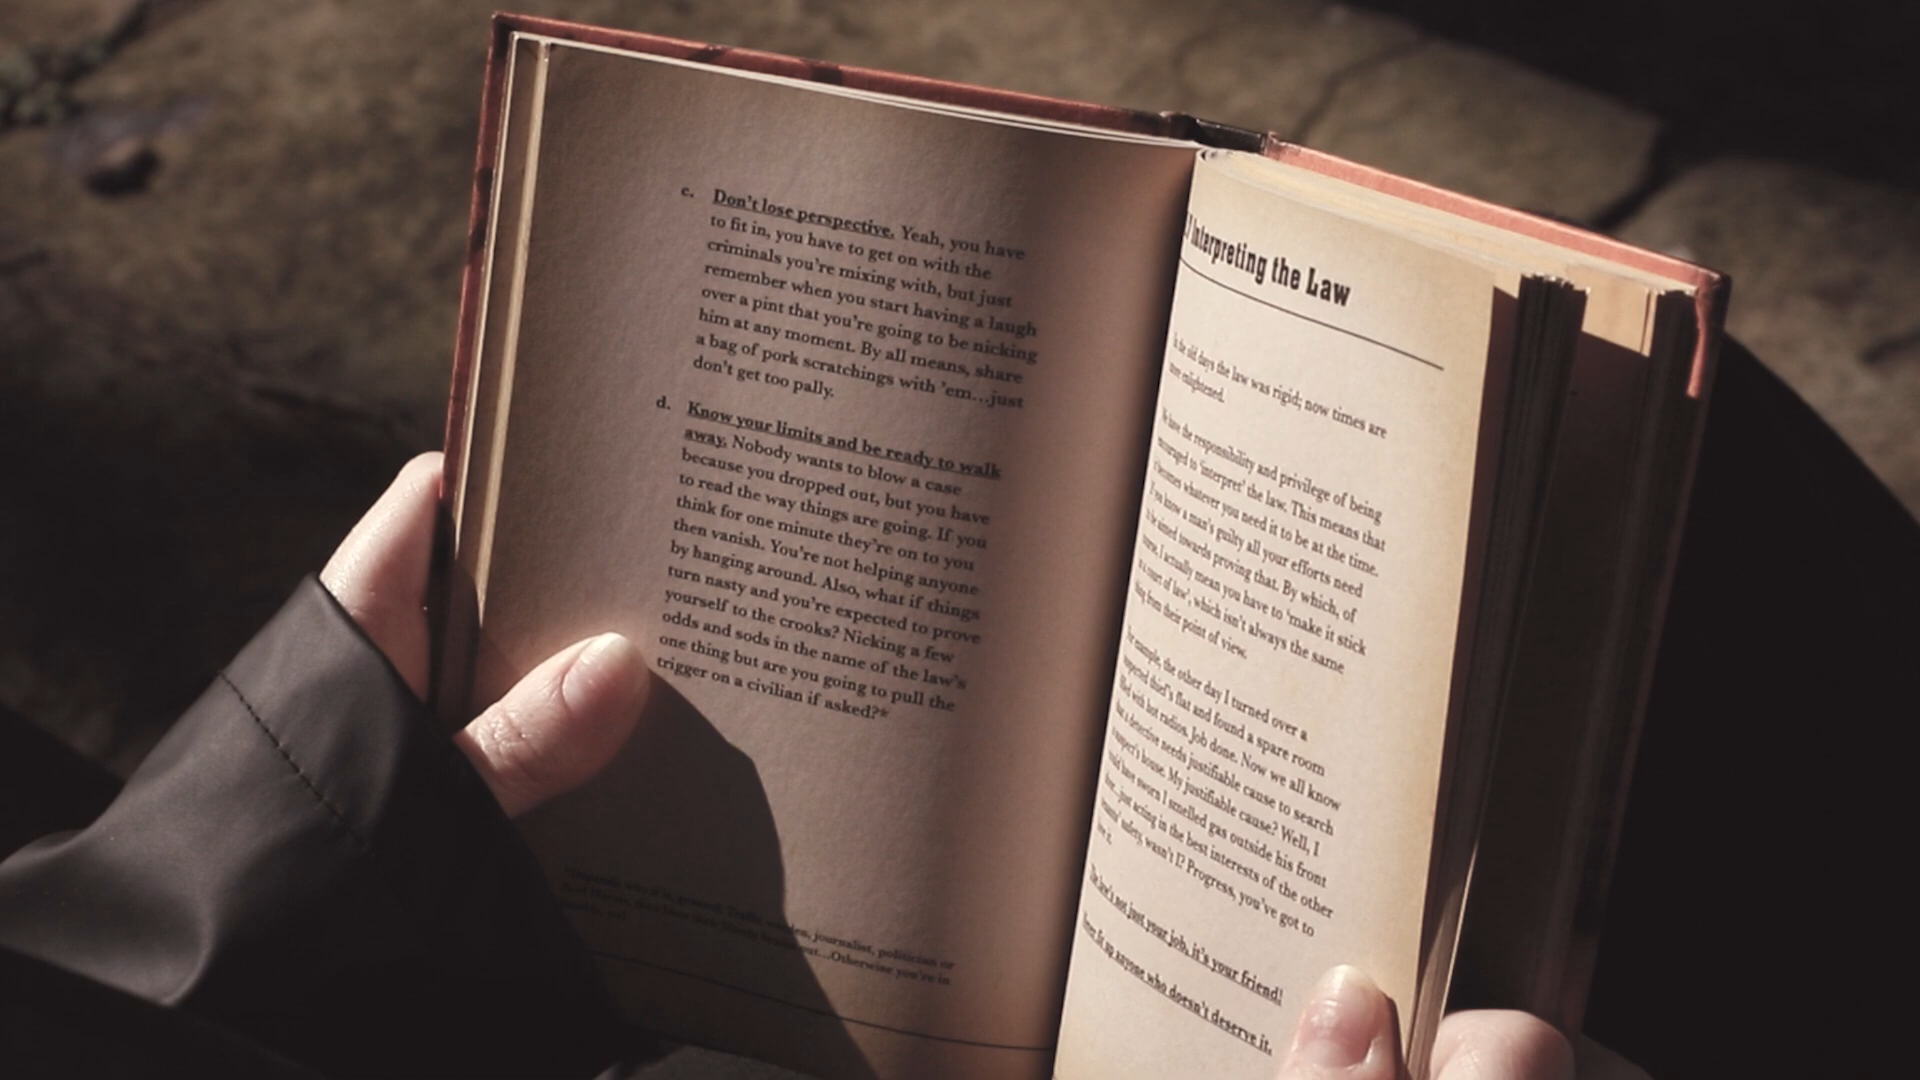 c. Don't lose perspective. Yeah, you have
to fit in, you have to get on with the
criminals you're mixing with, but just
remember when you start having a laugh
over a pint that you're going to be nicking
him at any moment. By all means, share
a bag of pork scratchings with 'em...just
don't get too pally.
d. Know your limits and be ready to walk
away. Nobody wants to blow a case
because you dropped out, but you have
to read the way things are going. If you
think for one minute they're on to you
then vanish. You're not helping anyone
by hanging around. Also, what if things
turn nasty and you're expected to prove
yourself to the crooks? Nicking a few
odds and sods in the name of the law's
one thing but are you going to pull the
trigger on a civilian if asked?*
journalist, politician or
out...Otherwise you're in
Interpreting the Law
In the old days the law was rigid; now times are
more enlightened.
We have the responsibility and privilege of being
encouraged to 'interpret' the law. This means that
it becomes whatever you need it to be at the time.
If you know a man's guilty all your efforts need
to be aimed towards proving that. By which, of
course, I actually mean you have to 'make it stick
in a court of law', which isn't always the same
thing from their point of view.
For example, the other day I turned over a
suspected thief's flat and found a spare room
filled with hot radios. Job done. Now we all know
that a detective needs justifiable cause to search
a suspect's house. My justifiable cause? Well, I
could have sworn I smelled gas outside his front
door...just acting in the best interests of the other
tenants' safety, wasn't I? Progress, you've got to
love it.
The law's not just your job, it's your friend!
Never fit up anyone who doesn't deserve it.